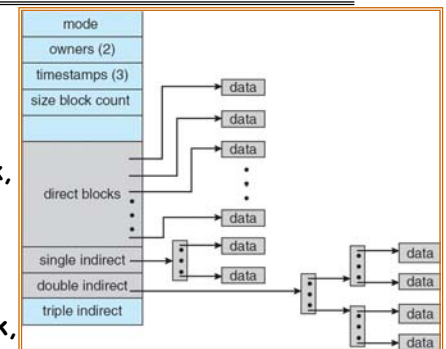 mode
owners (2)
timestamps (3)
size block count
data
data
data
direct blocks
data
single indirect
data
data
double indirect
data
data
triple indirect
data
data